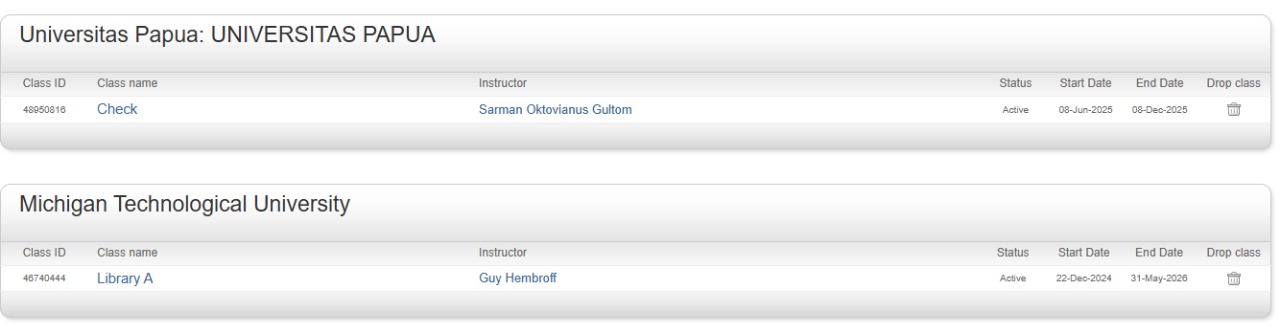 Universitas Papua: UNIVERSITAS PAPUA
Class ID Class name Instructor Status Start Date End Date Drop class
48950816 Check Sarman Oktovianus Gultom Active 08-Jun-2025 08-Dec-2025
Michigan Technological University
Class ID Class name Instructor Status Start Date End Date Drop class
46740444 Library A Guy Hembroff Active 22-Dec-2024 31-May-2026